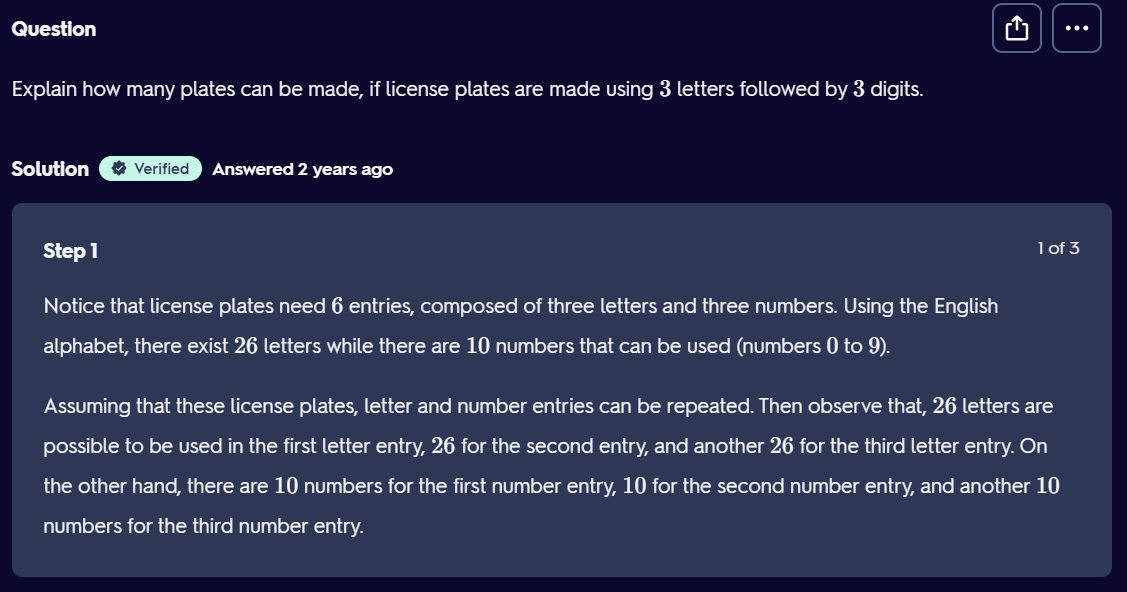 Question
Explain how many plates can be made, if license plates are made using 3 letters followed by 3 digits.
Solution Verified Answered 2 years ago
Step 1 1 of 3
Notice that license plates need 6 entries, composed of three letters and three numbers. Using the English
alphabet, there exist 26 letters while there are 10 numbers that can be used (numbers 0 to 9).
Assuming that these license plates, letter and number entries can be repeated. Then observe that, 26 letters are
possible to be used in the first letter entry, 26 for the second entry, and another 26 for the third letter entry. On
the other hand, there are 10 numbers for the first number entry, 10 for the second number entry, and another 10
numbers for the third number entry.